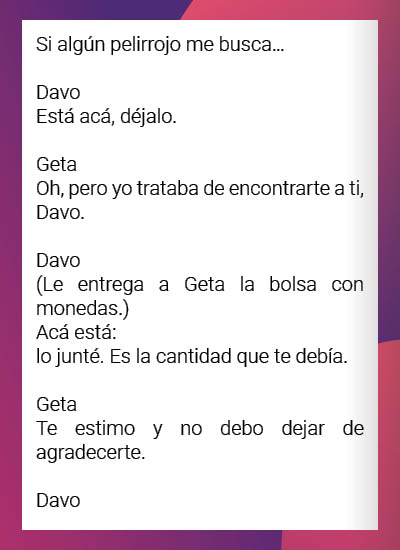 Si algún pelirrojo me busca...
Davo
Está acá, déjalo.
Geta
Oh, pero yo trataba de encontrarte a ti,
Davo.
Davo
(Le entrega a Geta la bolsa con
monedas.)
Acá está:
lo junté. Es la cantidad que te debía.
Geta
Te estimo y no debo dejar de
agradecerte.
Davo